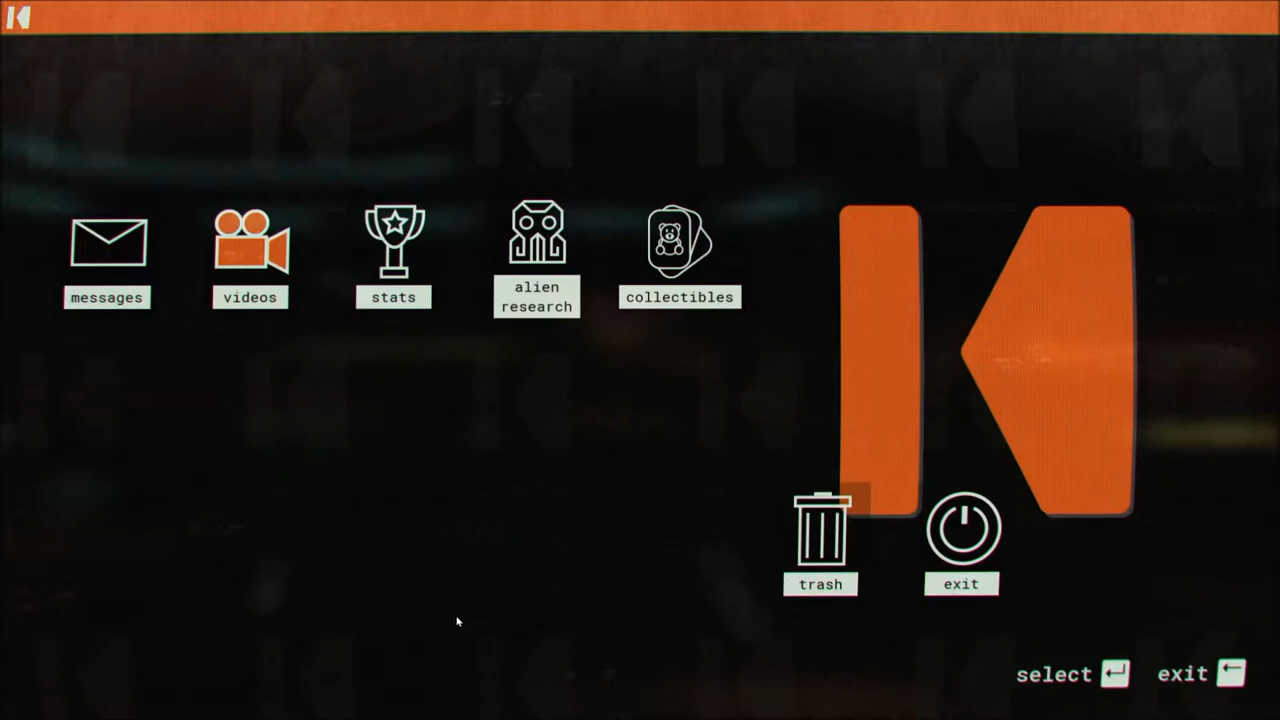 messages
videos
stats
alien
research
collectibles
trash
exit
select
exit